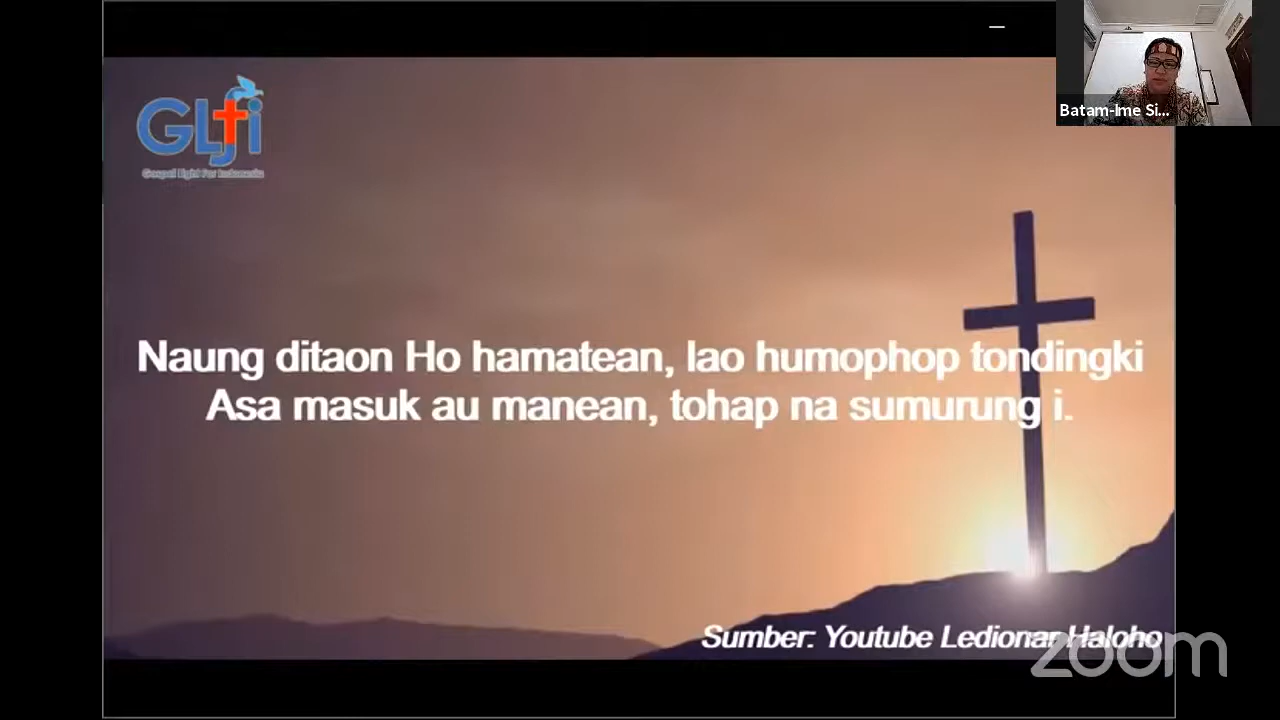 GLfi
Gospel Light For Indonesia
Batam-Ime Si...
Naung ditaon Ho hamatean, lao humophop tondingki
Asa masuk au manean, tohap na sumurung i.
Sumber: Youtube Ledionar Haloho
zoom